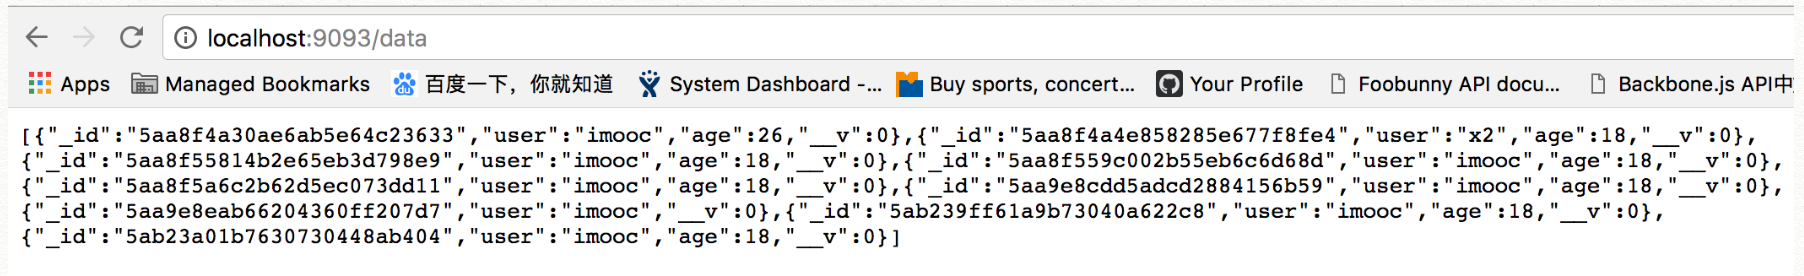 localhost:9093/data
Apps Managed Bookmarks 百度一下，你就知道 System Dashboard -... Buy sports, concert... Your Profile Foobunny API docu... Backbone.js API中
[{"_id":"5aa8f4a30ae6ab5e64c23633","user":"imooc","age":26,"__v":0},{"_id":"5aa8f4a4e858285e677f8fe4","user":"x2","age":18,"__v":0},
{"_id":"5aa8f55814b2e65eb3d798e9","user":"imooc","age":18,"__v":0},{"_id":"5aa8f559c002b55eb6c6d68d","user":"imooc","age":18,"__v":0},
{"_id":"5aa8f5a6c2b62d5ec073dd11","user":"imooc","age":18,"__v":0},{"_id":"5aa9e8cdd5adcd2884156b59","user":"imooc","age":18,"__v":0},
{"_id":"5aa9e8eab66204360ff207d7","user":"imooc","__v":0},{"_id":"5ab239ff61a9b73040a622c8","user":"imooc","age":18,"__v":0},
{"_id":"5ab23a01b7630730448ab404","user":"imooc","age":18,"__v":0}]